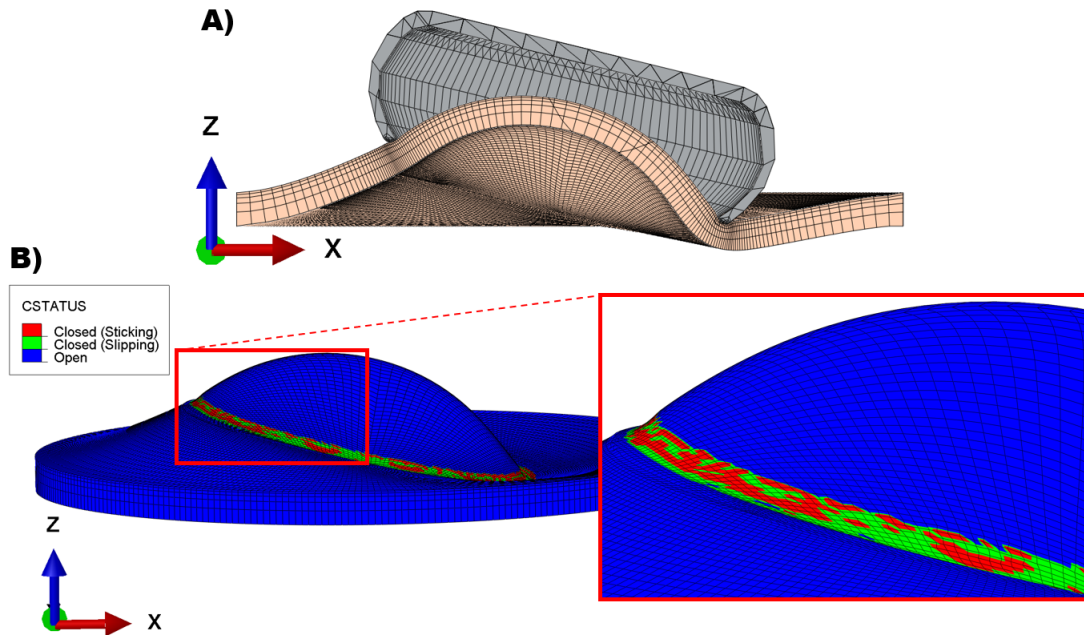 A)
Z
X
B)
CSTATUS
Closed (Sticking)
Closed (Slipping)
Open
Z
X